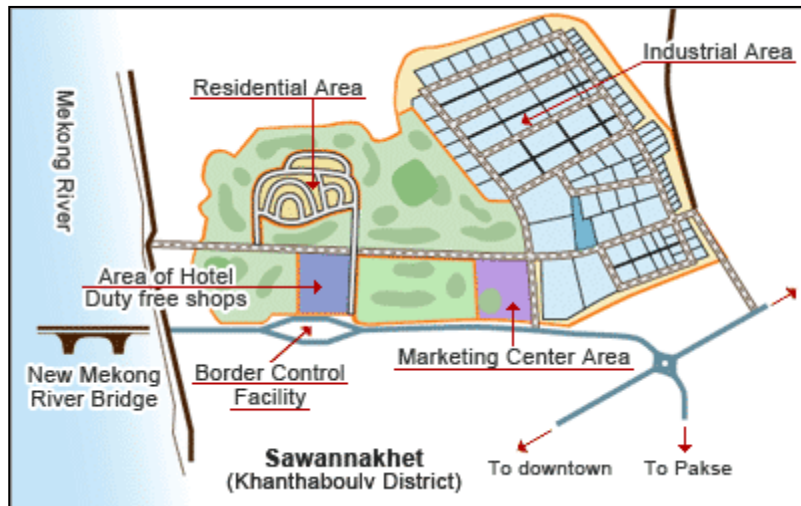 Industrial Area
Residential Area
Mekong River
Area of Hotel
Duty free shops
New Mekong
River Bridge
Border Control
Facility
Marketing Center Area
Sawannakhet
(Khanthaboulv District)
To downtown
To Pakse